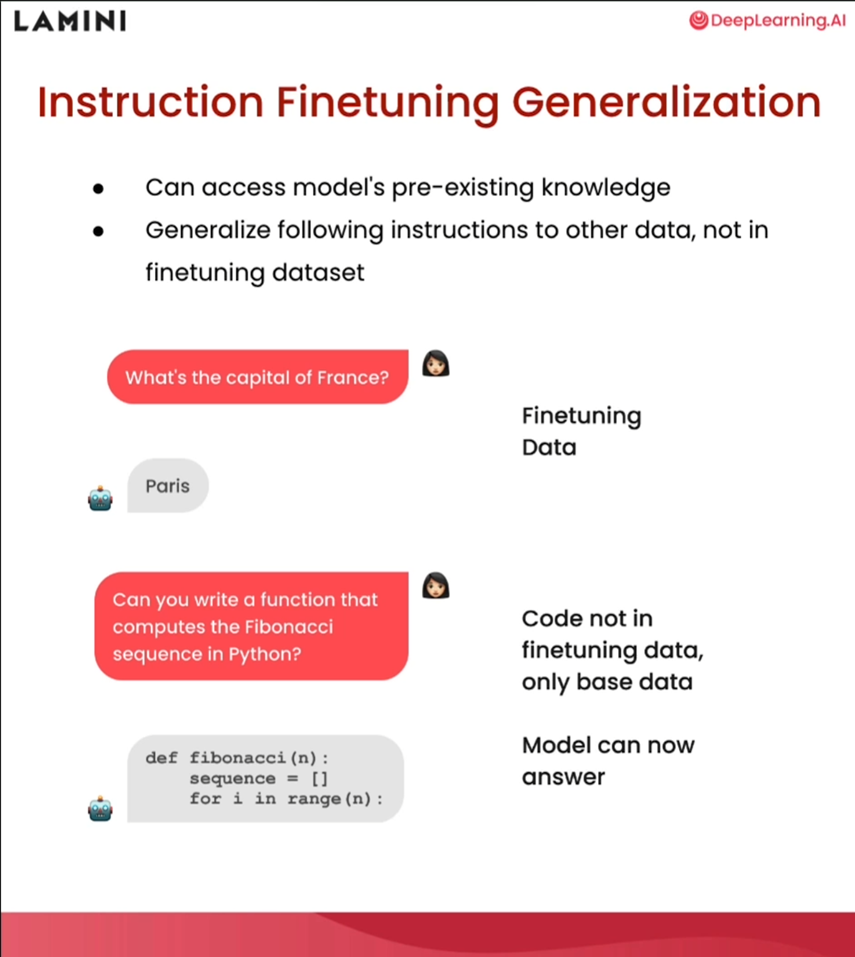 LAMINI
DeepLearning.AI
Instruction Finetuning Generalization
● Can access model's pre-existing knowledge
● Generalize following instructions to other data, not in
finetuning dataset
What's the capital of France?
Finetuning
Data
Paris
Can you write a function that
computes the Fibonacci
sequence in Python?
Code not in
finetuning data,
only base data
def fibonacci(n):
    sequence = []
    for i in range(n):
Model can now
answer